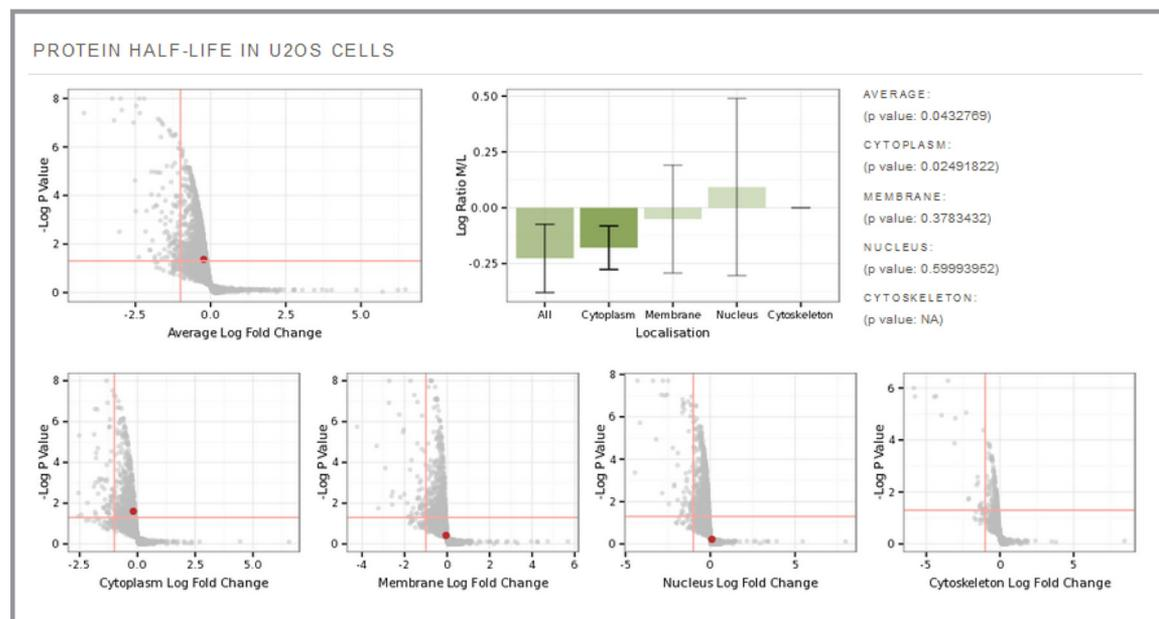 PROTEIN HALF-LIFE IN U2OS CELLS
8
6
4
2
0
-Log P Value
-2.5 0.0 2.5 5.0
Average Log Fold Change
0.50
0.25
0.00
-0.25
Log Ratio M/L
All Cytoplasm Membrane Nucleus Cytoskeleton
Localisation
AVERAGE:
(p value: 0.0432769)
CYTOPLASM:
(p value: 0.02491822)
MEMBRANE:
(p value: 0.3783432)
NUCLEUS:
(p value: 0.59993952)
CYTOSKELETON:
(p value: NA)
8
6
4
2
0
-Log P Value
-2.5 0.0 2.5 5.0
Cytoplasm Log Fold Change
8
6
4
2
0
-Log P Value
-4 -2 0 2 4 6
Membrane Log Fold Change
8
6
4
2
0
-Log P Value
-5 0 5
Nucleus Log Fold Change
6
4
2
0
-Log P Value
-5 0 5
Cytoskeleton Log Fold Change